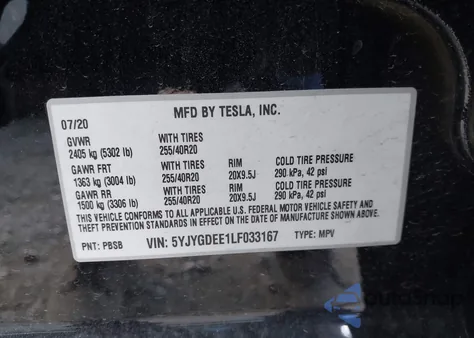 MFD BY TESLA, INC.
07/20
GVWR WITH TIRES
2405 kg (5302 lb) 255/40R20
GAWR FRT WITH TIRES RIM COLD TIRE PRESSURE
1363 kg (3004 lb) 255/40R20 20X9.5J 290 kPa, 42 psi
GAWR RR WITH TIRES RIM COLD TIRE PRESSURE
1500 kg (3306 lb) 255/40R20 20X9.5J 290 kPa, 42 psi
THIS VEHICLE CONFORMS TO ALL APPLICABLE U.S. FEDERAL MOTOR VEHICLE SAFETY AND
THEFT PREVENTION STANDARDS IN EFFECT ON THE DATE OF MANUFACTURE SHOWN ABOVE.
PNT: PBSB VIN: 5YJYGDEE1LF033167 TYPE: MPV
autosnap